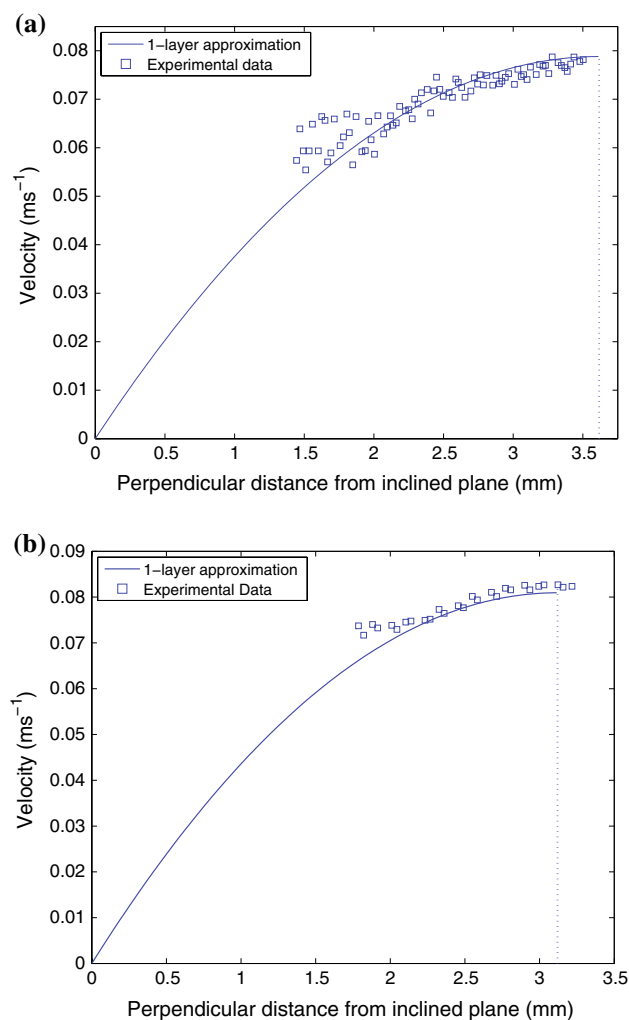 (a)
0.08
0.07
0.06
0.05
0.04
0.03
0.02
0.01
0
Velocity (ms⁻¹)
1−layer approximation
Experimental data
0 0.5 1 1.5 2 2.5 3 3.5
Perpendicular distance from inclined plane (mm)
(b)
0.09
0.08
0.07
0.06
0.05
0.04
0.03
0.02
0.01
0
Velocity (ms⁻¹)
1−layer approximation
Experimental Data
0 0.5 1 1.5 2 2.5 3 3.5
Perpendicular distance from inclined plane (mm)